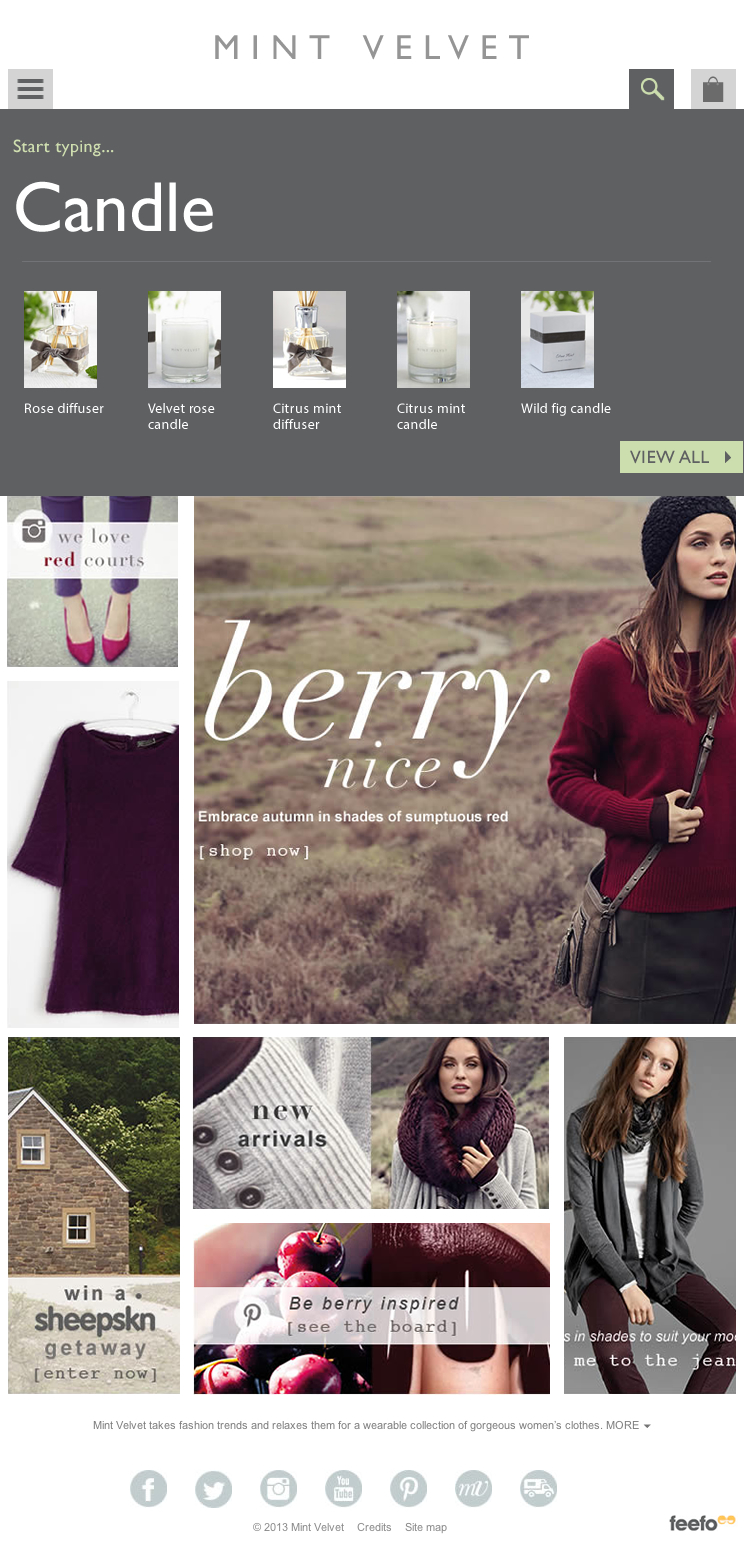 MINT VELVET
Start typing...
Candle
Rose diffuser
Velvet rose
candle
Citrus mint
diffuser
Citrus mint
candle
Wild fig candle
VIEW ALL
we love
red courts
berry
nice
Embrace autumn in shades of sumptuous red
[shop now]
new
arrivals
win a
sheepskn
getaway
[enter now]
Be berry inspired
[see the board]
s in shades to suit your moo
me to the jean
Mint Velvet takes fashion trends and relaxes them for a wearable collection of gorgeous women's clothes. MORE
You
Tube
mv
© 2013 Mint Velvet Credits Site map
feefo